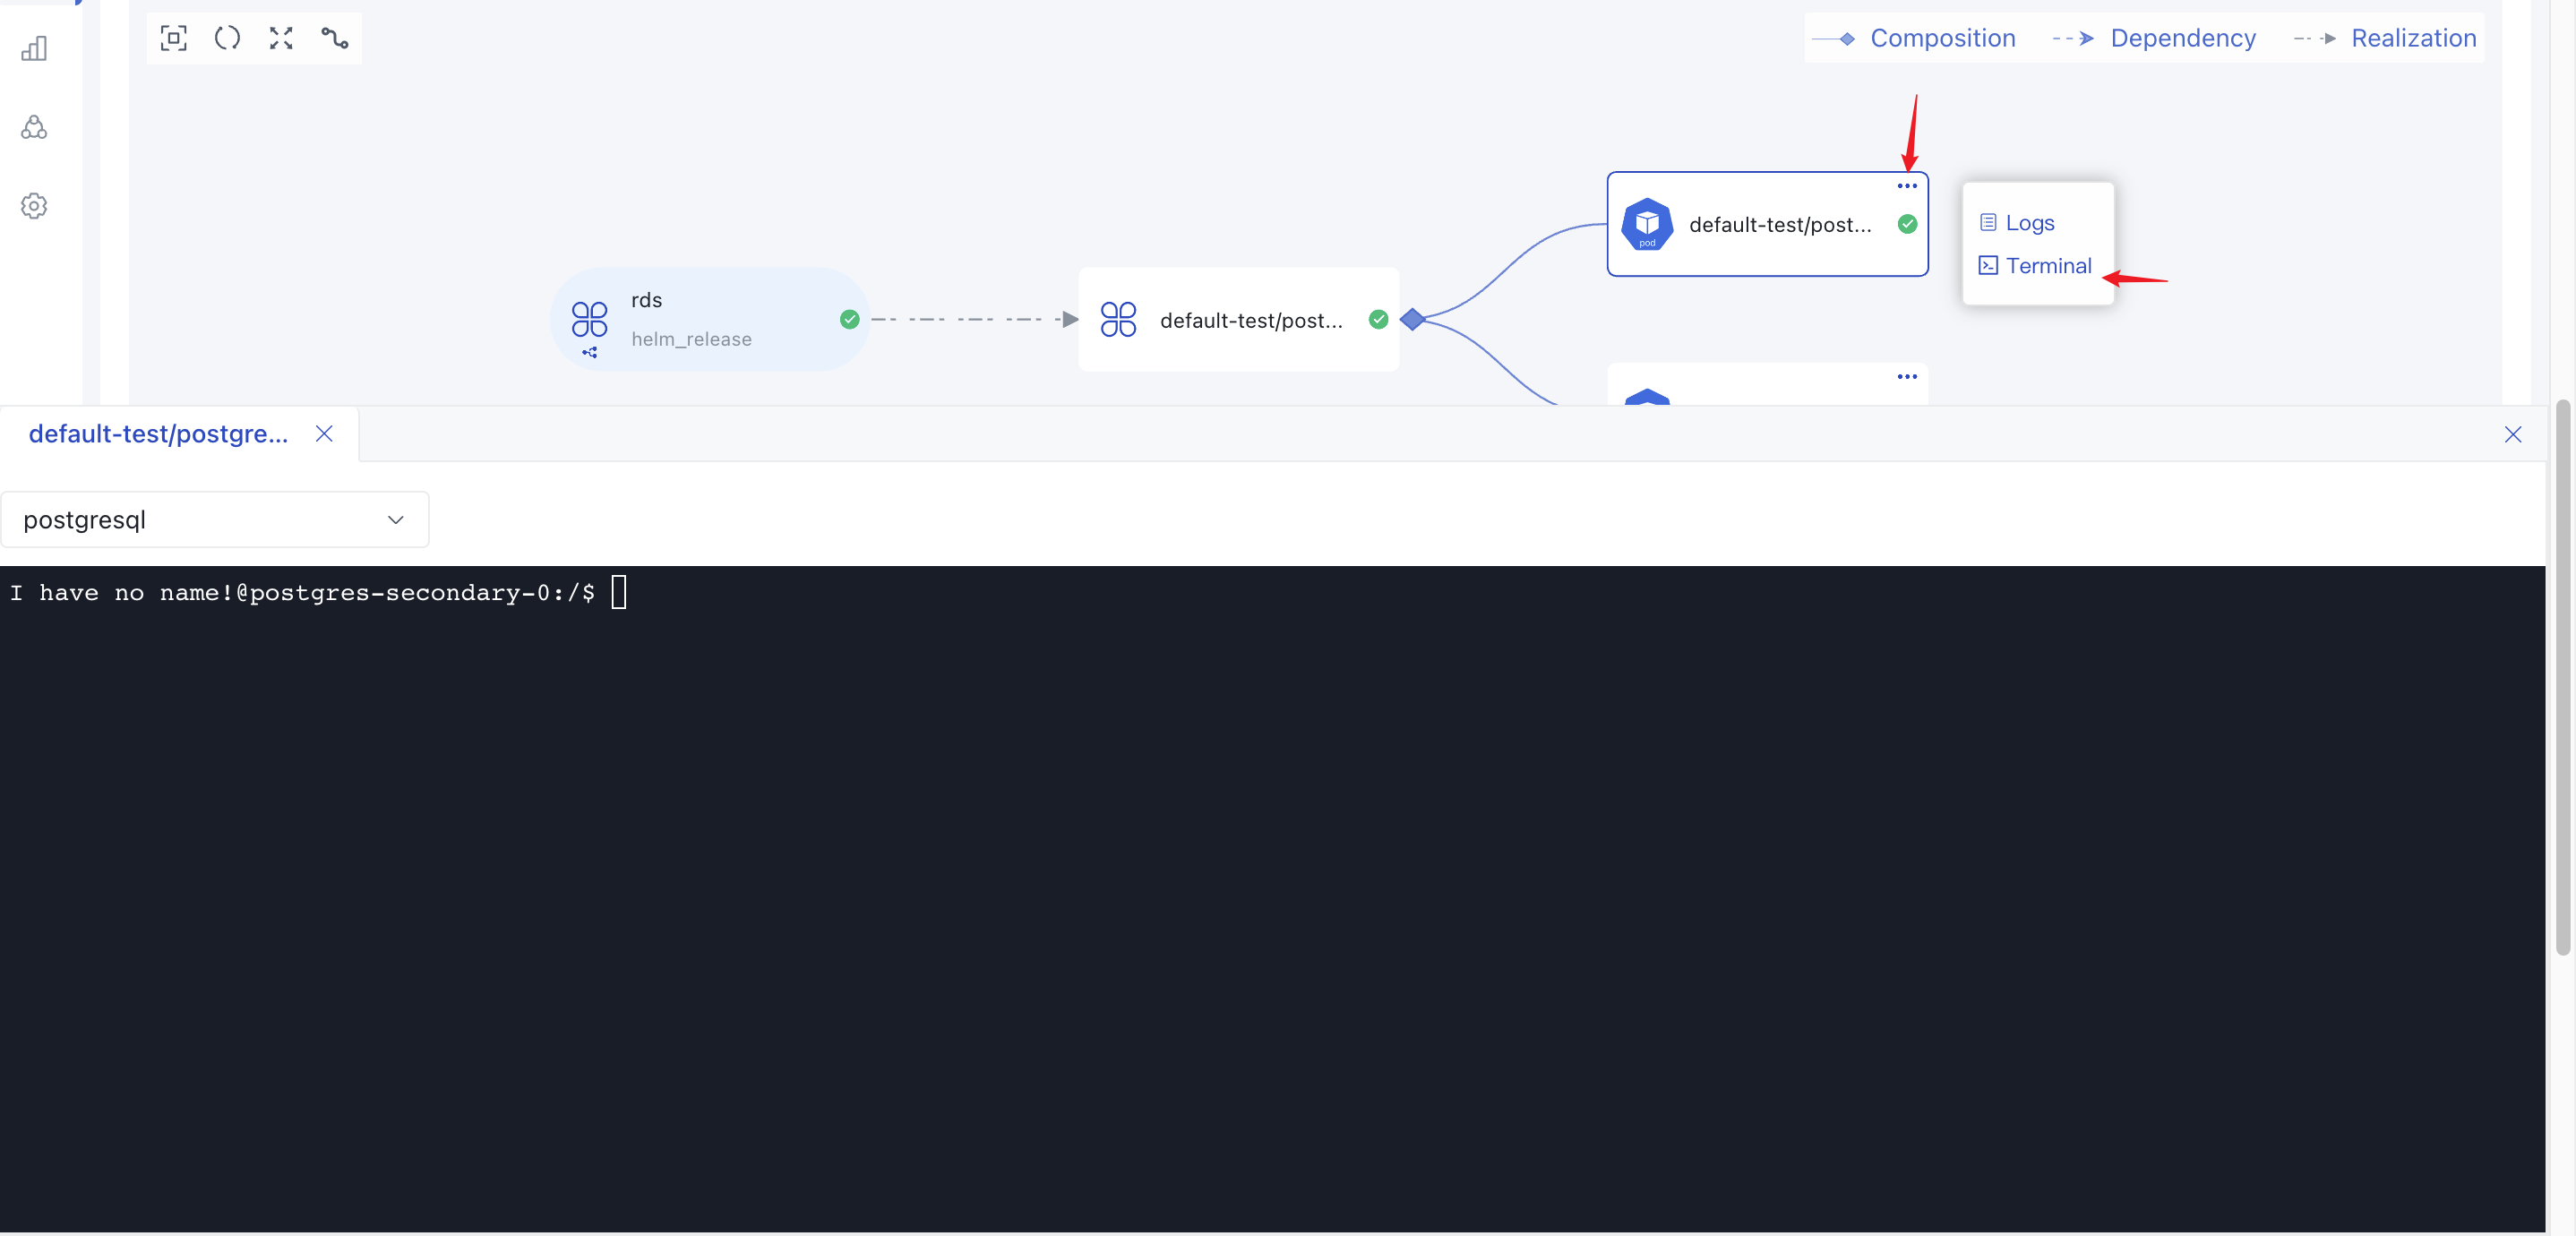 Composition
Dependency
Realization
default-test/post...
pod
Logs
Terminal
rds
helm_release
default-test/post...
default-test/postgre...
postgresql
I have no name!@postgres-secondary-0:/$